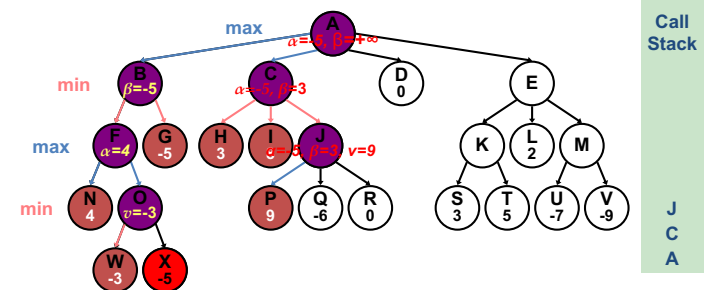 max
A
α=-5, β=+∞
Call
Stack
min
B
β=-5
C
α=-5, β=3
D
0
E
max
F
α=4
G
-5
H
3
I
J
α=-5, β=3, v=9
K
L
2
M
min
N
4
O
v=-3
P
9
Q
-6
R
0
S
3
T
5
U
-7
V
-9
J
C
A
W
-3
X
-5